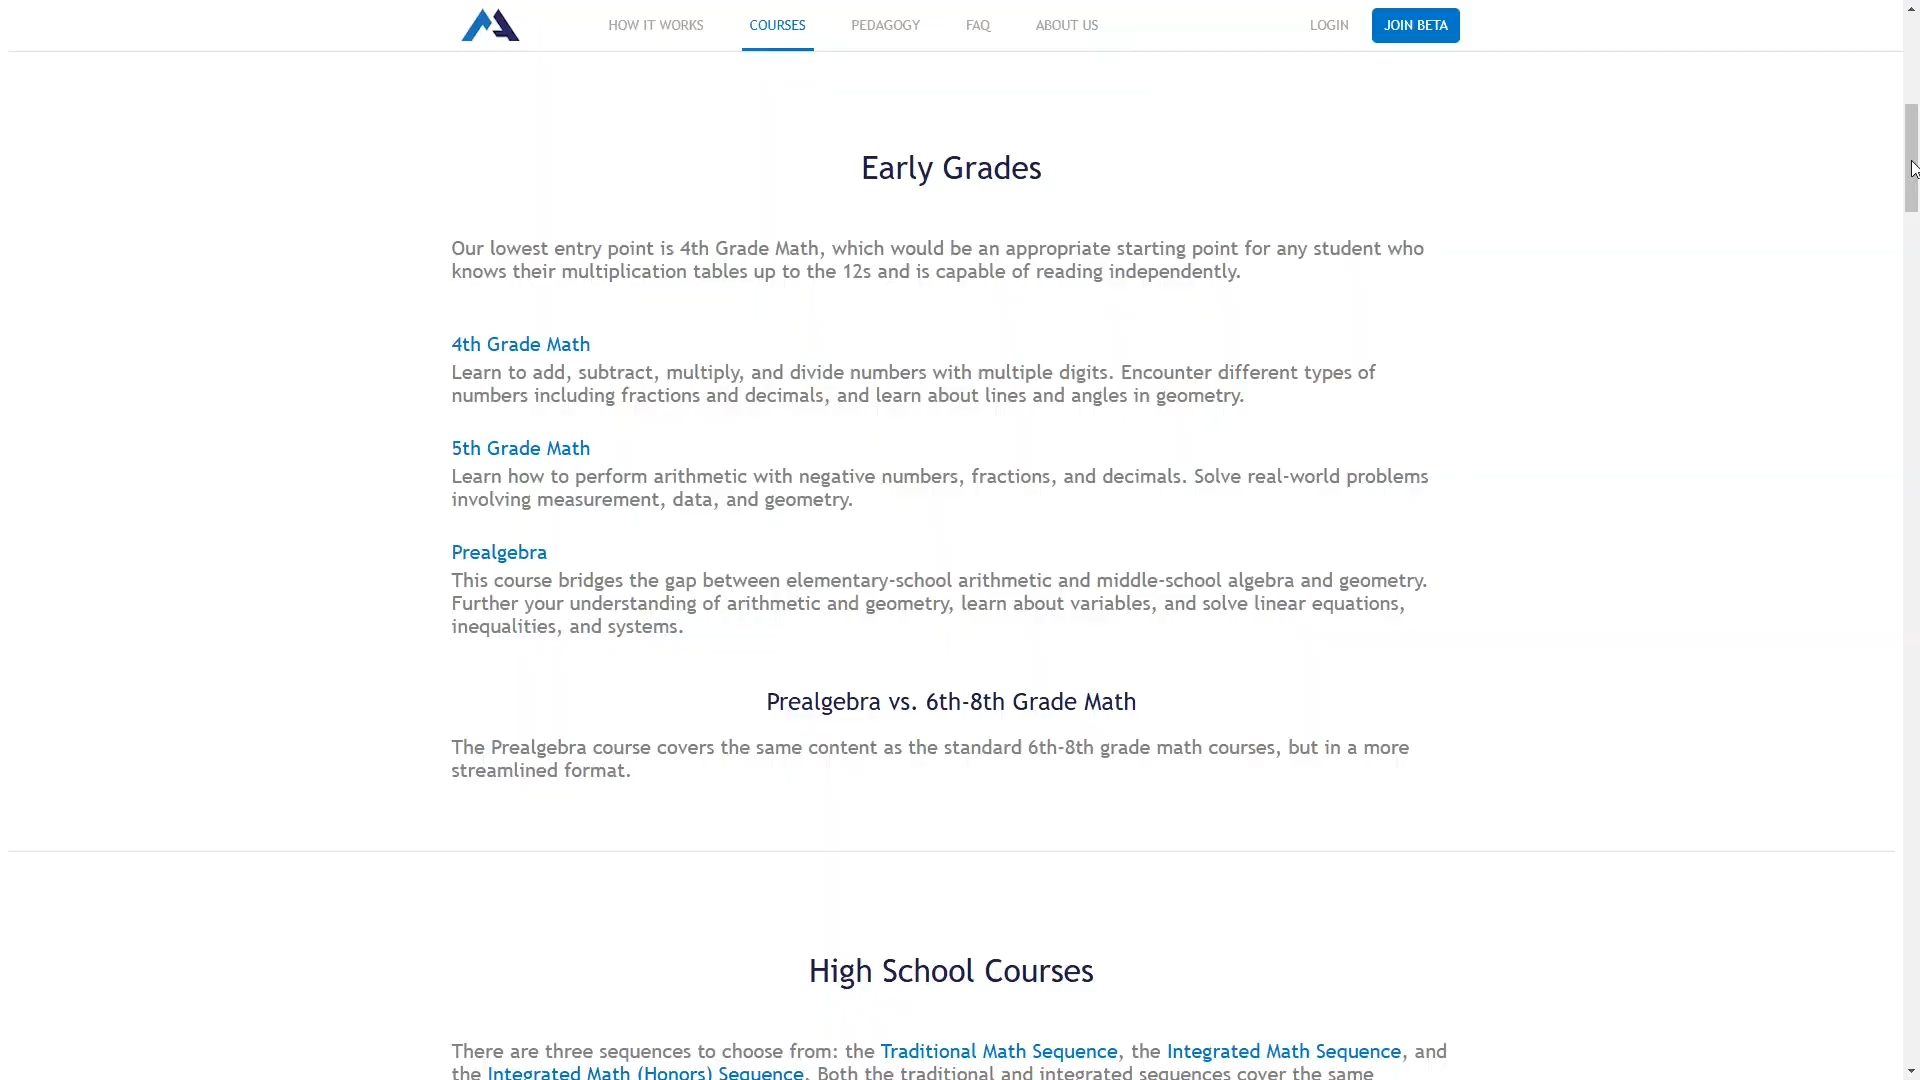 HOW IT WORKS COURSES PEDAGOGY FAQ ABOUT US LOGIN JOIN BETA
Early Grades
Our lowest entry point is 4th Grade Math, which would be an appropriate starting point for any student who
knows their multiplication tables up to the 12s and is capable of reading independently.
4th Grade Math
Learn to add, subtract, multiply, and divide numbers with multiple digits. Encounter different types of
numbers including fractions and decimals, and learn about lines and angles in geometry.
5th Grade Math
Learn how to perform arithmetic with negative numbers, fractions, and decimals. Solve real-world problems
involving measurement, data, and geometry.
Prealgebra
This course bridges the gap between elementary-school arithmetic and middle-school algebra and geometry.
Further your understanding of arithmetic and geometry, learn about variables, and solve linear equations,
inequalities, and systems.
Prealgebra vs. 6th-8th Grade Math
The Prealgebra course covers the same content as the standard 6th-8th grade math courses, but in a more
streamlined format.
High School Courses
There are three sequences to choose from: the Traditional Math Sequence, the Integrated Math Sequence, and
the Integrated Math (Honors) Sequence. Both the traditional and integrated sequences cover the same